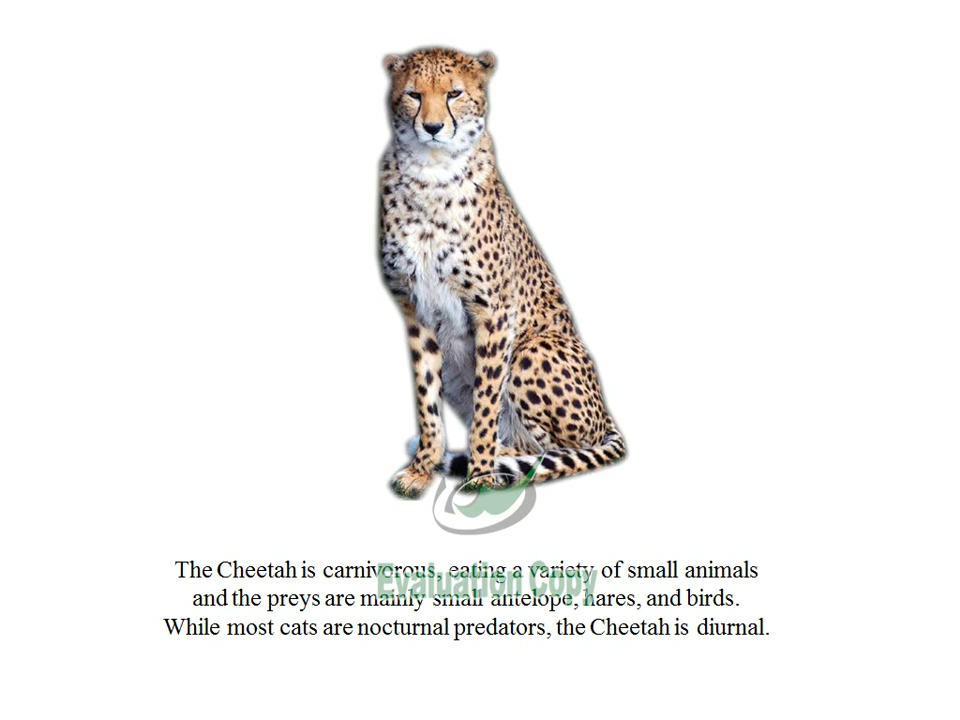 The Cheetah is carnivorous, eating a variety of small animals
and the preys are mainly small antelope, hares, and birds.
While most cats are nocturnal predators, the Cheetah is diurnal.
Evaluation Copy